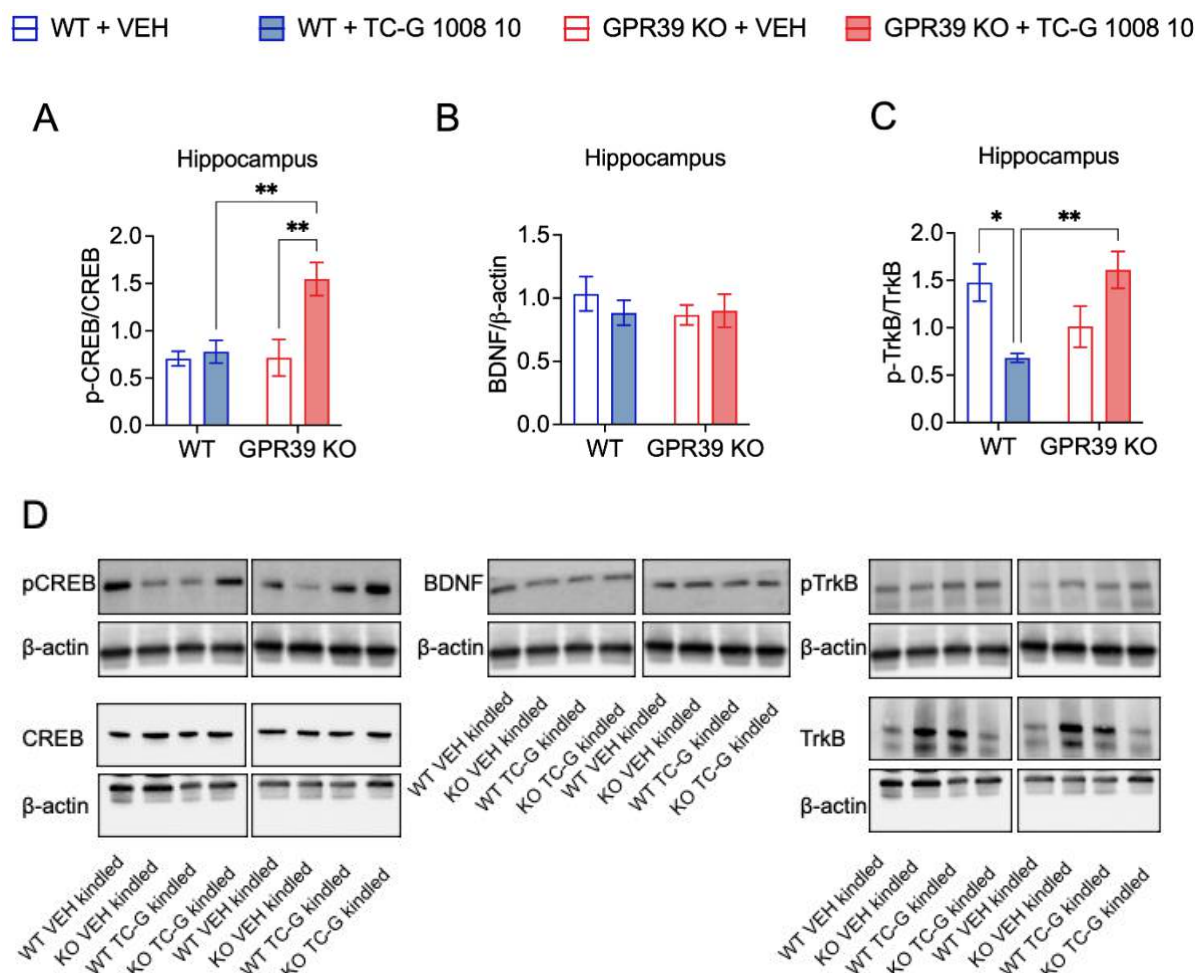 WT + VEH
WT + TC-G 1008 10
GPR39 KO + VEH
GPR39 KO + TC-G 1008 10
A
Hippocampus
**
**
p-CREB/CREB
2.0
1.5
1.0
0.5
0.0
WT
GPR39 KO
B
Hippocampus
BDNF/β-actin
1.5
1.0
0.5
0.0
WT
GPR39 KO
C
Hippocampus
*
**
p-TrkB/TrkB
2.0
1.5
1.0
0.5
0.0
WT
GPR39 KO
D
pCREB
β-actin
CREB
β-actin
WT VEH kindled
KO VEH kindled
WT TC-G kindled
KO TC-G kindled
WT VEH kindled
KO VEH kindled
WT TC-G kindled
KO TC-G kindled
BDNF
β-actin
WT VEH kindled
KO VEH kindled
WT TC-G kindled
KO TC-G kindled
WT VEH kindled
KO VEH kindled
WT TC-G kindled
KO TC-G kindled
pTrkB
β-actin
TrkB
β-actin
WT VEH kindled
KO VEH kindled
WT TC-G kindled
KO TC-G kindled
WT VEH kindled
KO VEH kindled
WT TC-G kindled
KO TC-G kindled